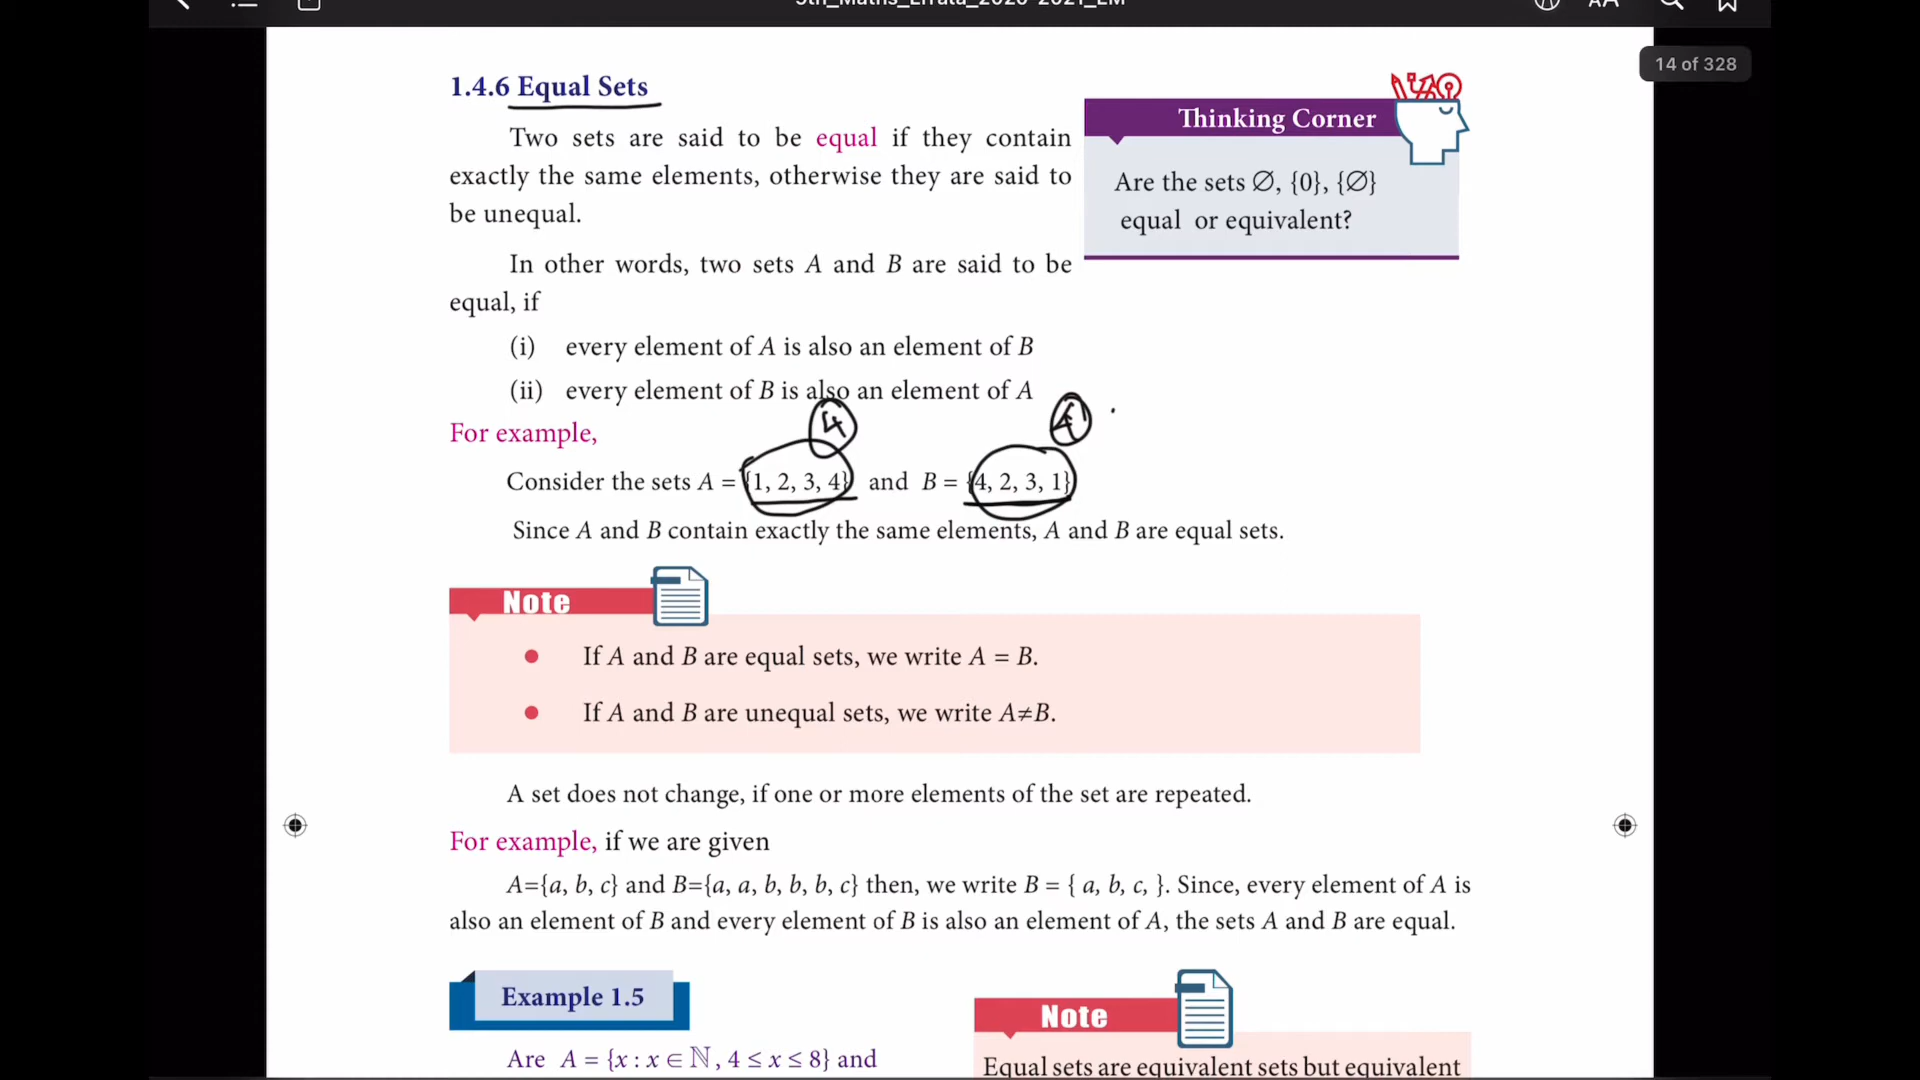 14 of 328
1.4.6 Equal Sets
Two sets are said to be equal if they contain
exactly the same elements, otherwise they are said to
be unequal.
Thinking Corner
Are the sets ∅, {0}, {∅}
equal or equivalent?
In other words, two sets A and B are said to be
equal, if
(i) every element of A is also an element of B
(ii) every element of B is also an element of A
4
4
For example,
Consider the sets A = {1, 2, 3, 4} and B = {4, 2, 3, 1}
Since A and B contain exactly the same elements, A and B are equal sets.
Note
● If A and B are equal sets, we write A = B.
● If A and B are unequal sets, we write A≠B.
A set does not change, if one or more elements of the set are repeated.
For example, if we are given
A={a, b, c} and B={a, a, b, b, b, c} then, we write B = { a, b, c, }. Since, every element of A is
also an element of B and every element of B is also an element of A, the sets A and B are equal.
Example 1.5
Are A = {x : x ∈ ℕ, 4 ≤ x ≤ 8} and
Note
Equal sets are equivalent sets but equivalent